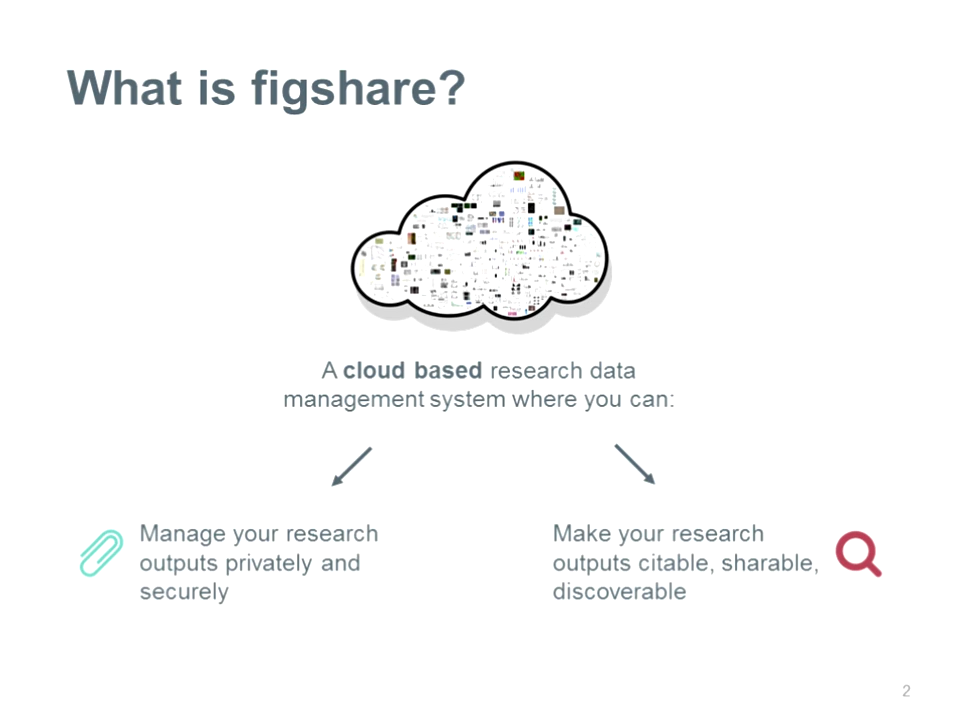 What is figshare?
A cloud based research data
management system where you can:
Manage your research
outputs privately and
securely
Make your research
outputs citable, sharable,
discoverable
2